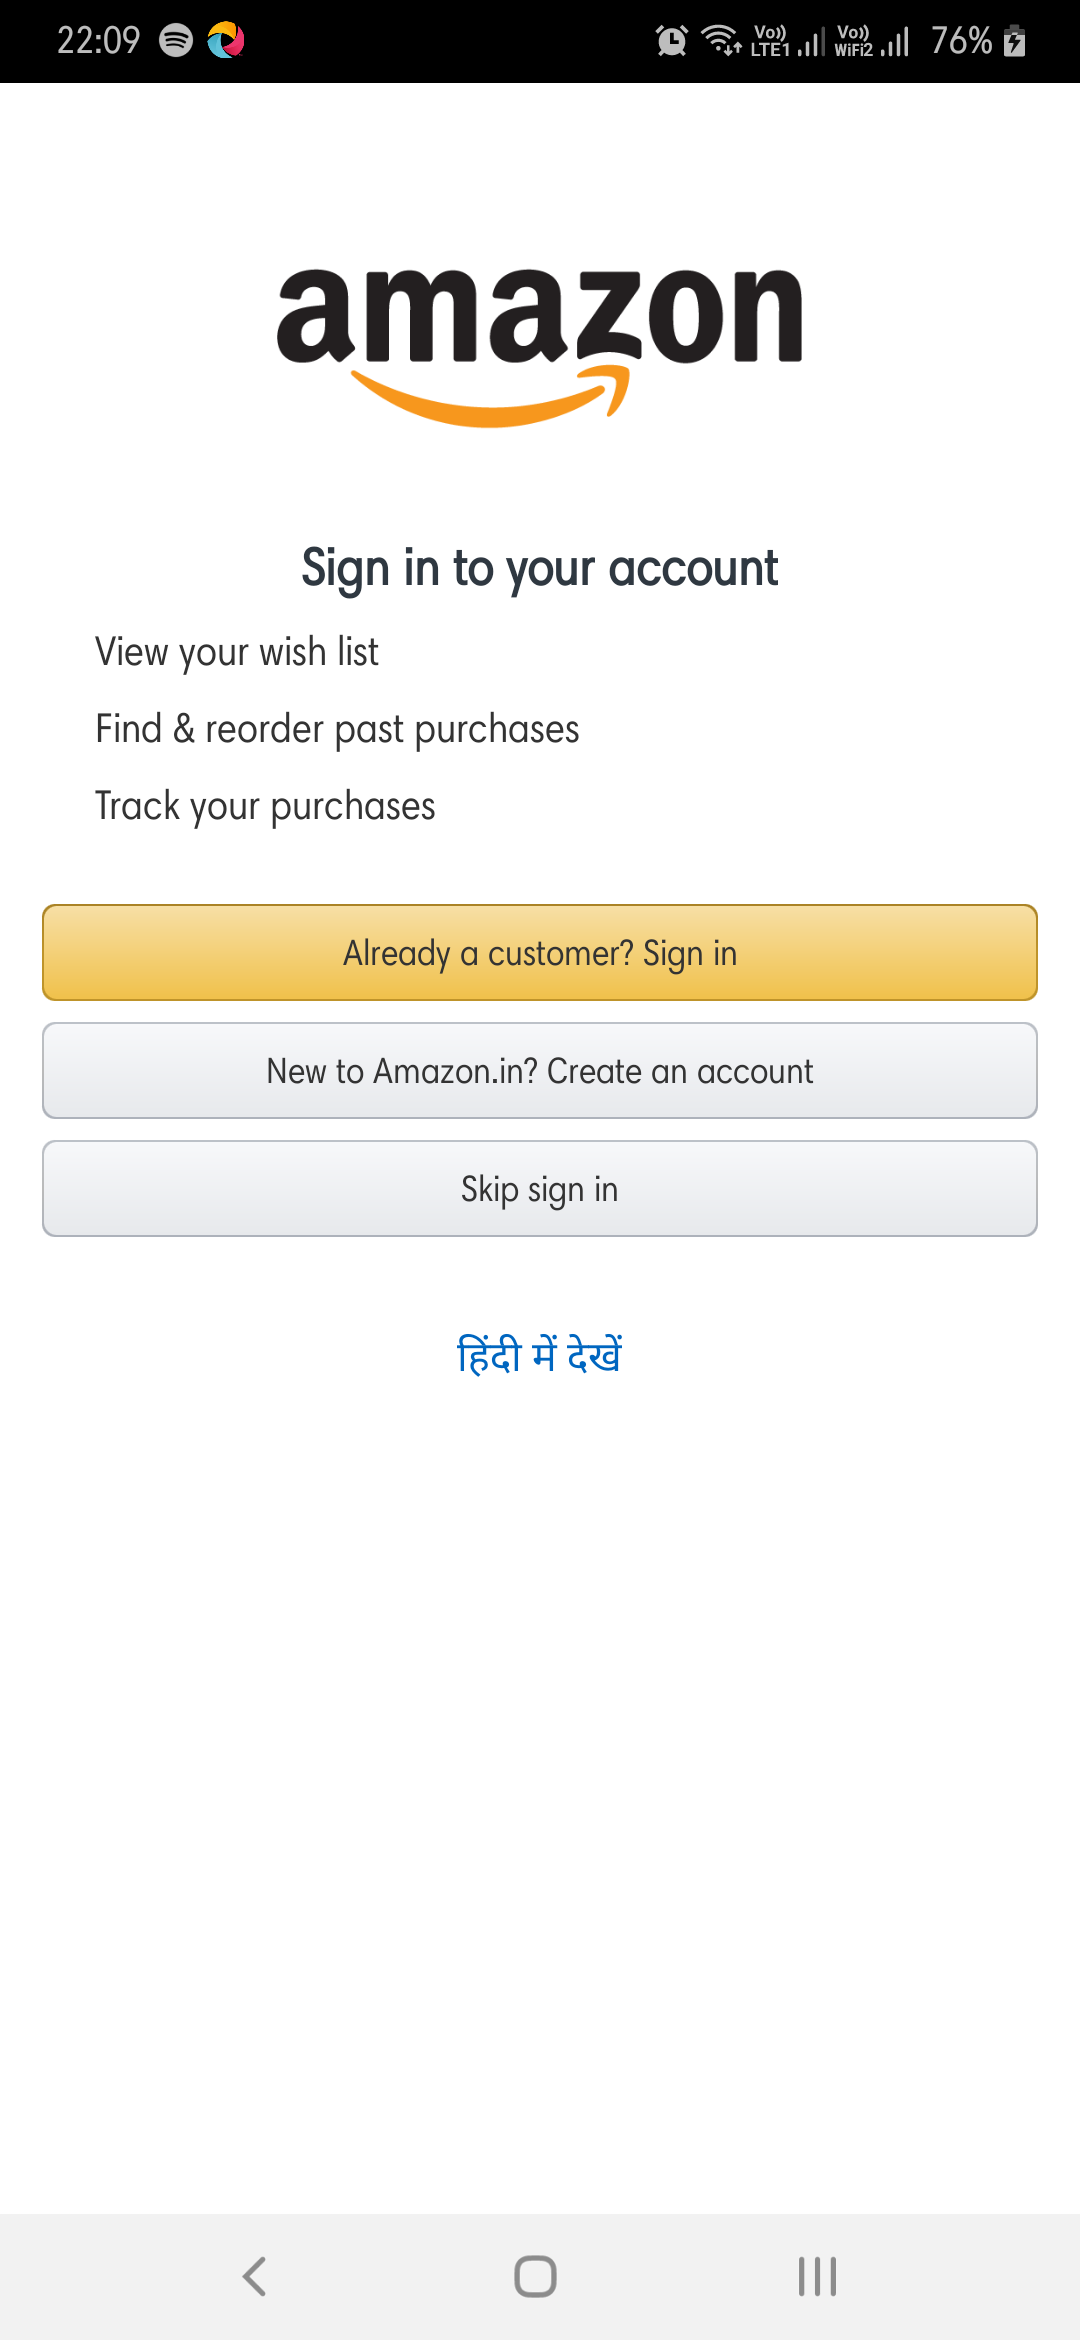 22:09
Vo)) LTE1 Vo)) WiFi2 76%
amazon
Sign in to your account
View your wish list
Find & reorder past purchases
Track your purchases
Already a customer? Sign in
New to Amazon.in? Create an account
Skip sign in
हिंदी में देखें